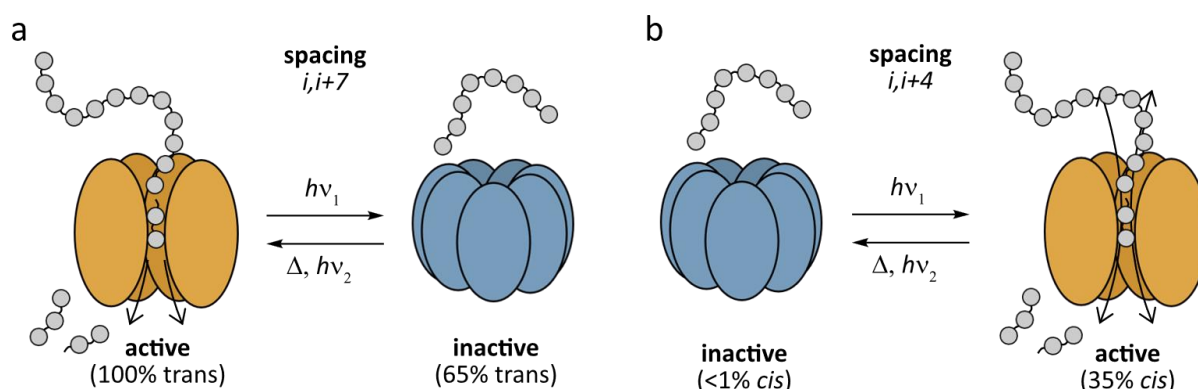 a
spacing
i,i+7
hν₁
Δ, hν₂
active
(100% trans)
inactive
(65% trans)
b
spacing
i,i+4
hν₁
Δ, hν₂
inactive
(<1% cis)
active
(35% cis)